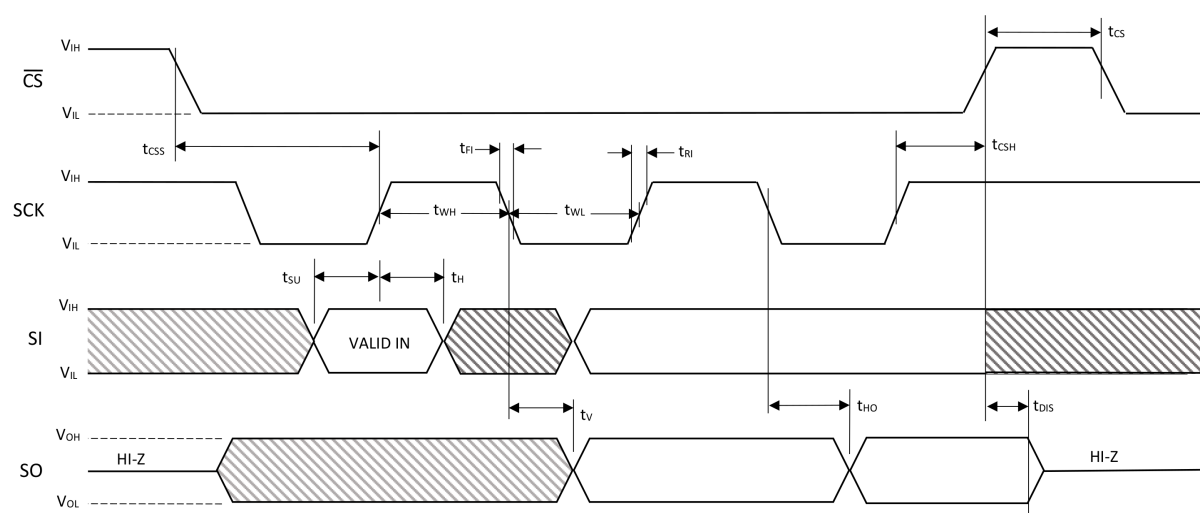 VIH
tCS
CS
VIL
tCSS
tFI
tRI
tCSH
VIH
SCK
tWH
tWL
VIL
tSU
tH
VIH
SI
VALID IN
VIL
tV
tHO
tDIS
VOH
HI-Z
HI-Z
SO
VOL